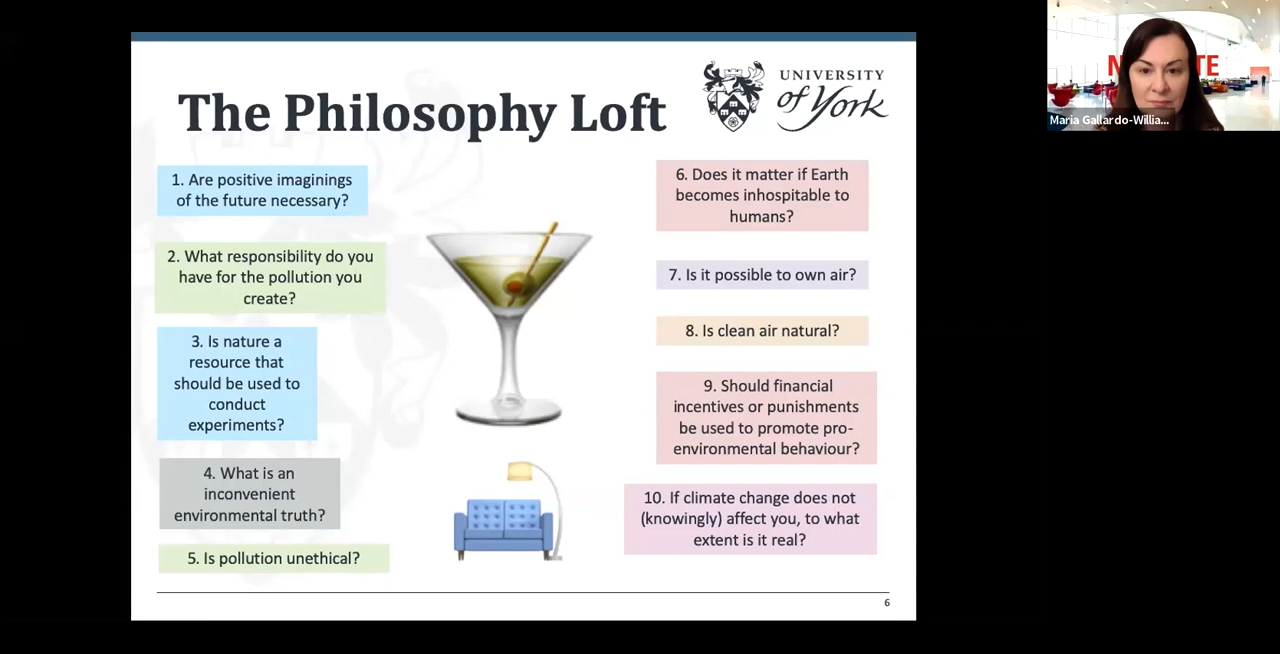 The Philosophy Loft
UNIVERSITY
of York
1. Are positive imaginings
of the future necessary?
2. What responsibility do you
have for the pollution you
create?
3. Is nature a
resource that
should be used to
conduct
experiments?
4. What is an
inconvenient
environmental truth?
5. Is pollution unethical?
6. Does it matter if Earth
becomes inhospitable to
humans?
7. Is it possible to own air?
8. Is clean air natural?
9. Should financial
incentives or punishments
be used to promote pro-
environmental behaviour?
10. If climate change does not
(knowingly) affect you, to what
extent is it real?
6
Maria Gallardo-Willia...